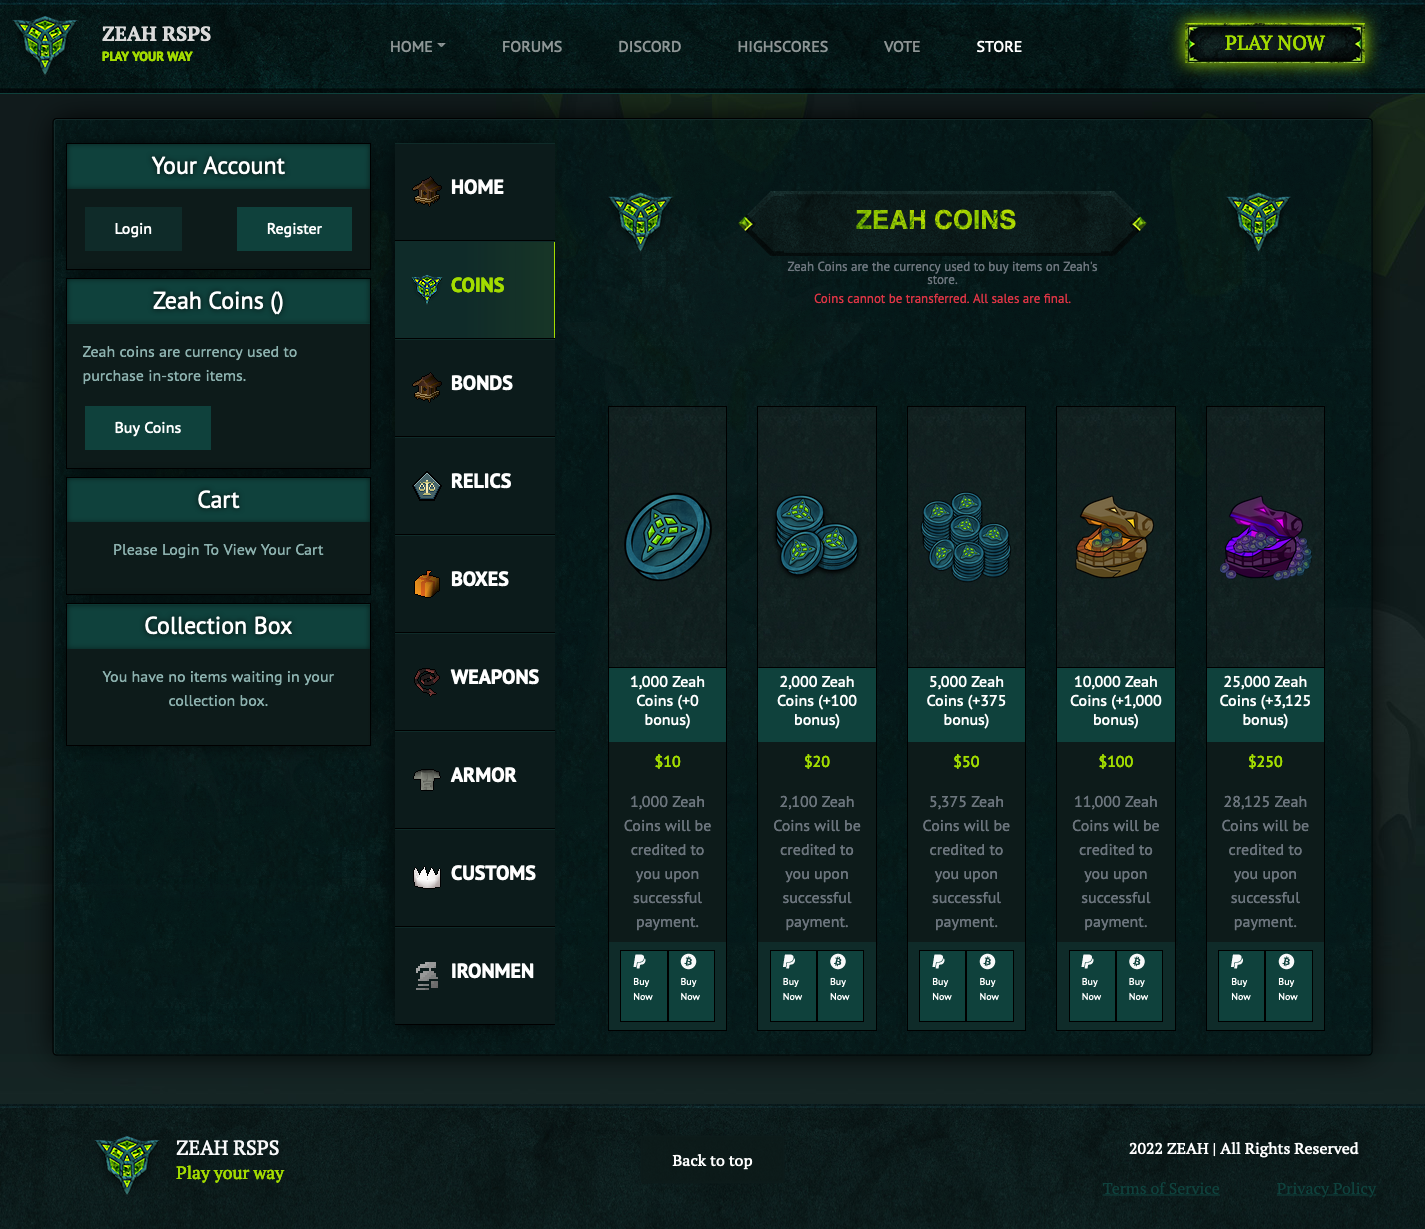 ZEAH RSPS
PLAY YOUR WAY
HOME
FORUMS
DISCORD
HIGHSCORES
VOTE
STORE
PLAY NOW
Your Account
Login
Register
Zeah Coins ()
Zeah coins are currency used to
purchase in-store items.
Buy Coins
Cart
Please Login To View Your Cart
Collection Box
You have no items waiting in your
collection box.
HOME
COINS
BONDS
RELICS
BOXES
WEAPONS
ARMOR
CUSTOMS
IRONMEN
ZEAH COINS
Zeah Coins are the currency used to buy items on Zeah's
store.
Coins cannot be transferred. All sales are final.
1,000 Zeah
Coins (+0
bonus)
$10
1,000 Zeah
Coins will be
credited to
you upon
successful
payment.
Buy
Now
Buy
Now
2,000 Zeah
Coins (+100
bonus)
$20
2,100 Zeah
Coins will be
credited to
you upon
successful
payment.
Buy
Now
Buy
Now
5,000 Zeah
Coins (+375
bonus)
$50
5,375 Zeah
Coins will be
credited to
you upon
successful
payment.
Buy
Now
Buy
Now
10,000 Zeah
Coins (+1,000
bonus)
$100
11,000 Zeah
Coins will be
credited to
you upon
successful
payment.
Buy
Now
Buy
Now
25,000 Zeah
Coins (+3,125
bonus)
$250
28,125 Zeah
Coins will be
credited to
you upon
successful
payment.
Buy
Now
Buy
Now
ZEAH RSPS
Play your way
Back to top
2022 ZEAH | All Rights Reserved
Terms of Service
Privacy Policy